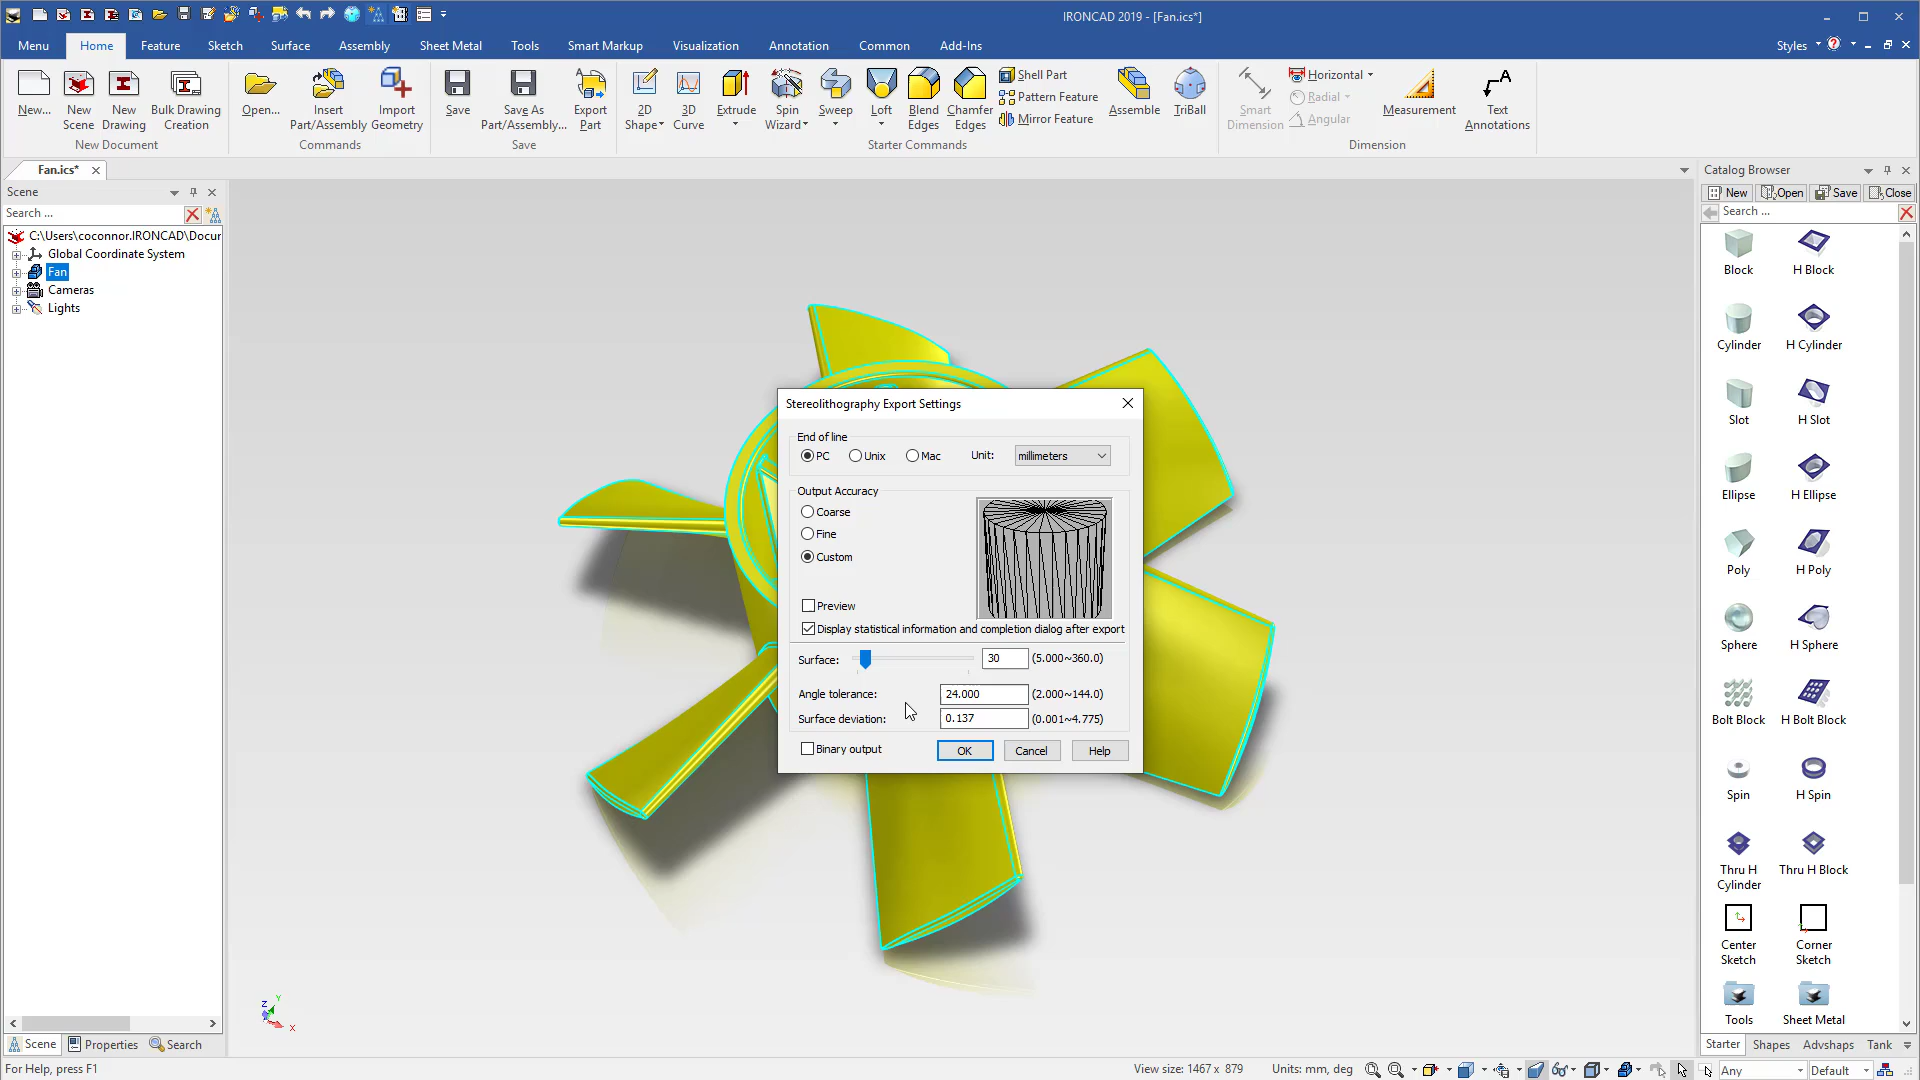 IRONCAD 2019 - [Fan.ics*]
Menu Home Feature Sketch Surface Assembly Sheet Metal Tools Smart Markup Visualization Annotation Common Add-Ins Styles
New... New Scene New Drawing Bulk Drawing Creation
New Document
Open... Insert Part/Assembly Import Geometry
Commands
Save Save As Part/Assembly... Export Part
Save
2D Shape 3D Curve Extrude Spin Wizard Sweep Loft Blend Edges Chamfer Edges
Shell Part
Pattern Feature
Mirror Feature
Assemble TriBall
Starter Commands
Smart Dimension
Horizontal
Radial
Angular
Measurement Text Annotations
Dimension
Fan.ics*
Scene
Search ...
C:\Users\coconnor.IRONCAD\Docur
Global Coordinate System
Fan
Cameras
Lights
Scene Properties Search
Z Y X
Stereolithography Export Settings
End of line
PC Unix Mac Unit: millimeters
Output Accuracy
Coarse
Fine
Custom
Preview
Display statistical information and completion dialog after export
Surface: 30 (5.000~360.0)
Angle tolerance: 24.000 (2.000~144.0)
Surface deviation: 0.137 (0.001~4.775)
Binary output OK Cancel Help
Catalog Browser
New Open Save Close
Search ...
Block H Block
Cylinder H Cylinder
Slot H Slot
Ellipse H Ellipse
Poly H Poly
Sphere H Sphere
Bolt Block H Bolt Block
Spin H Spin
Thru H Cylinder Thru H Block
Center Sketch Corner Sketch
Tools Sheet Metal
Starter Shapes Advshaps Tank
For Help, press F1
View size: 1467 x 879 Units: mm, deg Any Default